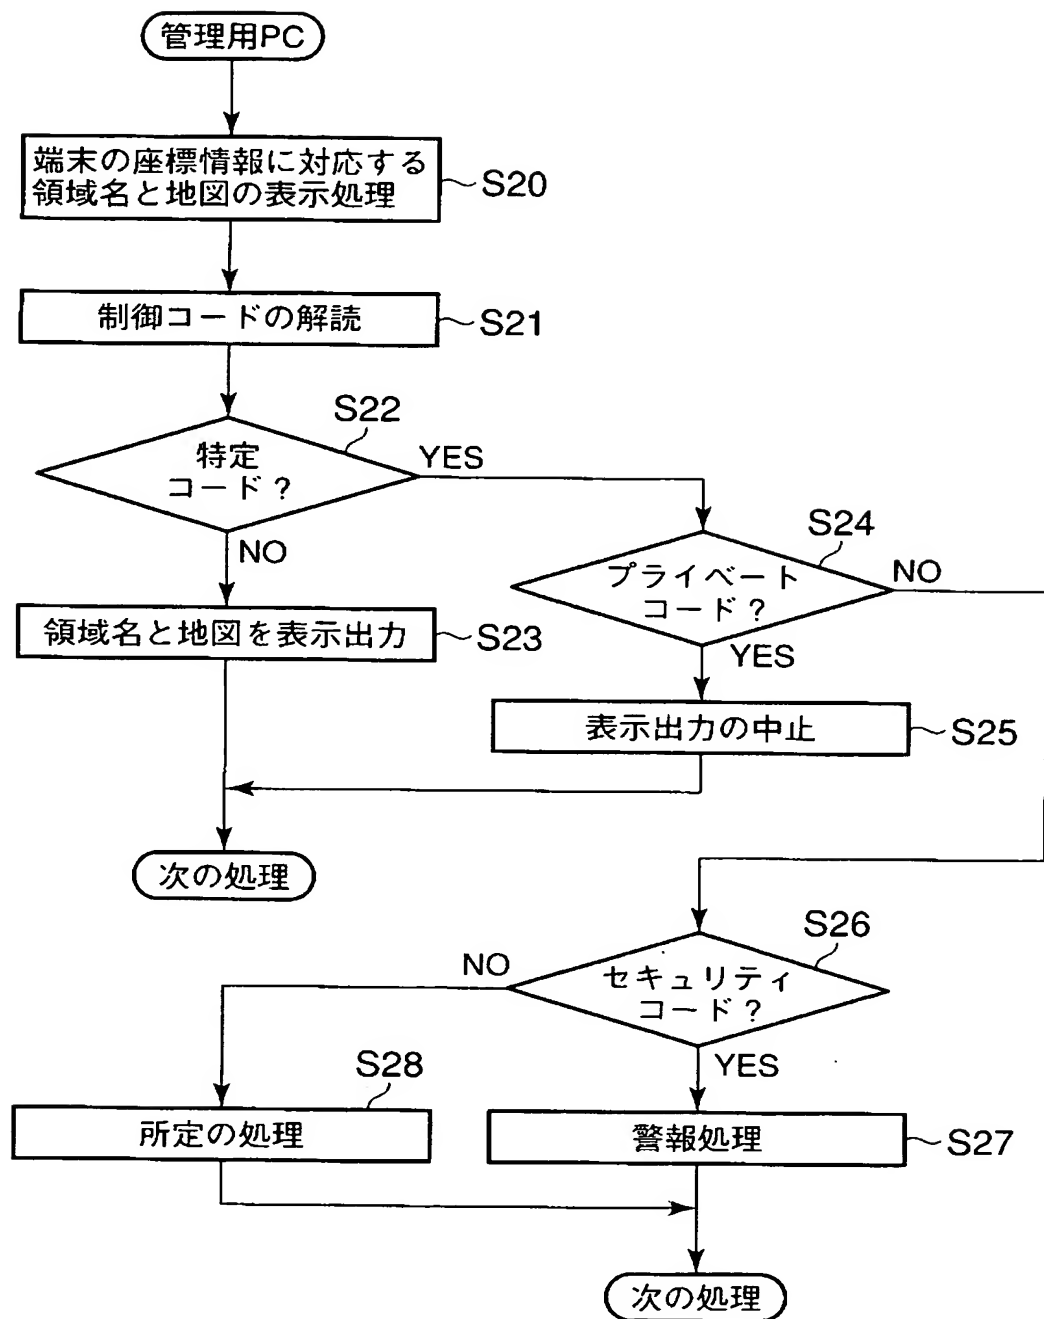 管理用PC
端末の座標情報に対応する
領域名と地図の表示処理
S20
制御コードの解読
S21
S22
特定
コード?
YES
NO
S24
プライベート
コード?
NO
領域名と地図を表示出力
S23
YES
表示出力の中止
S25
次の処理
S26
NO
セキュリティ
コード?
YES
S28
所定の処理
警報処理
S27
次の処理